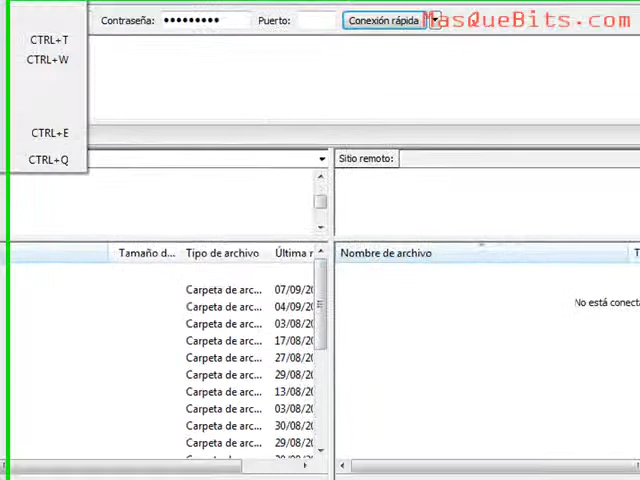 Contraseña: ••••••••• Puerto: Conexión rápida MasQueBits.com
CTRL+T
CTRL+W
CTRL+E
CTRL+Q
Sitio remoto:
Tamaño d... Tipo de archivo Última Nombre de archivo
Carpeta de arc... 07/09/20
No está conect
Carpeta de arc... 04/09/20
Carpeta de arc... 03/08/20
Carpeta de arc... 17/08/20
Carpeta de arc... 27/08/20
Carpeta de arc... 29/08/20
Carpeta de arc... 13/08/20
Carpeta de arc... 03/08/20
Carpeta de arc... 30/08/20
Carpeta de arc... 29/08/20